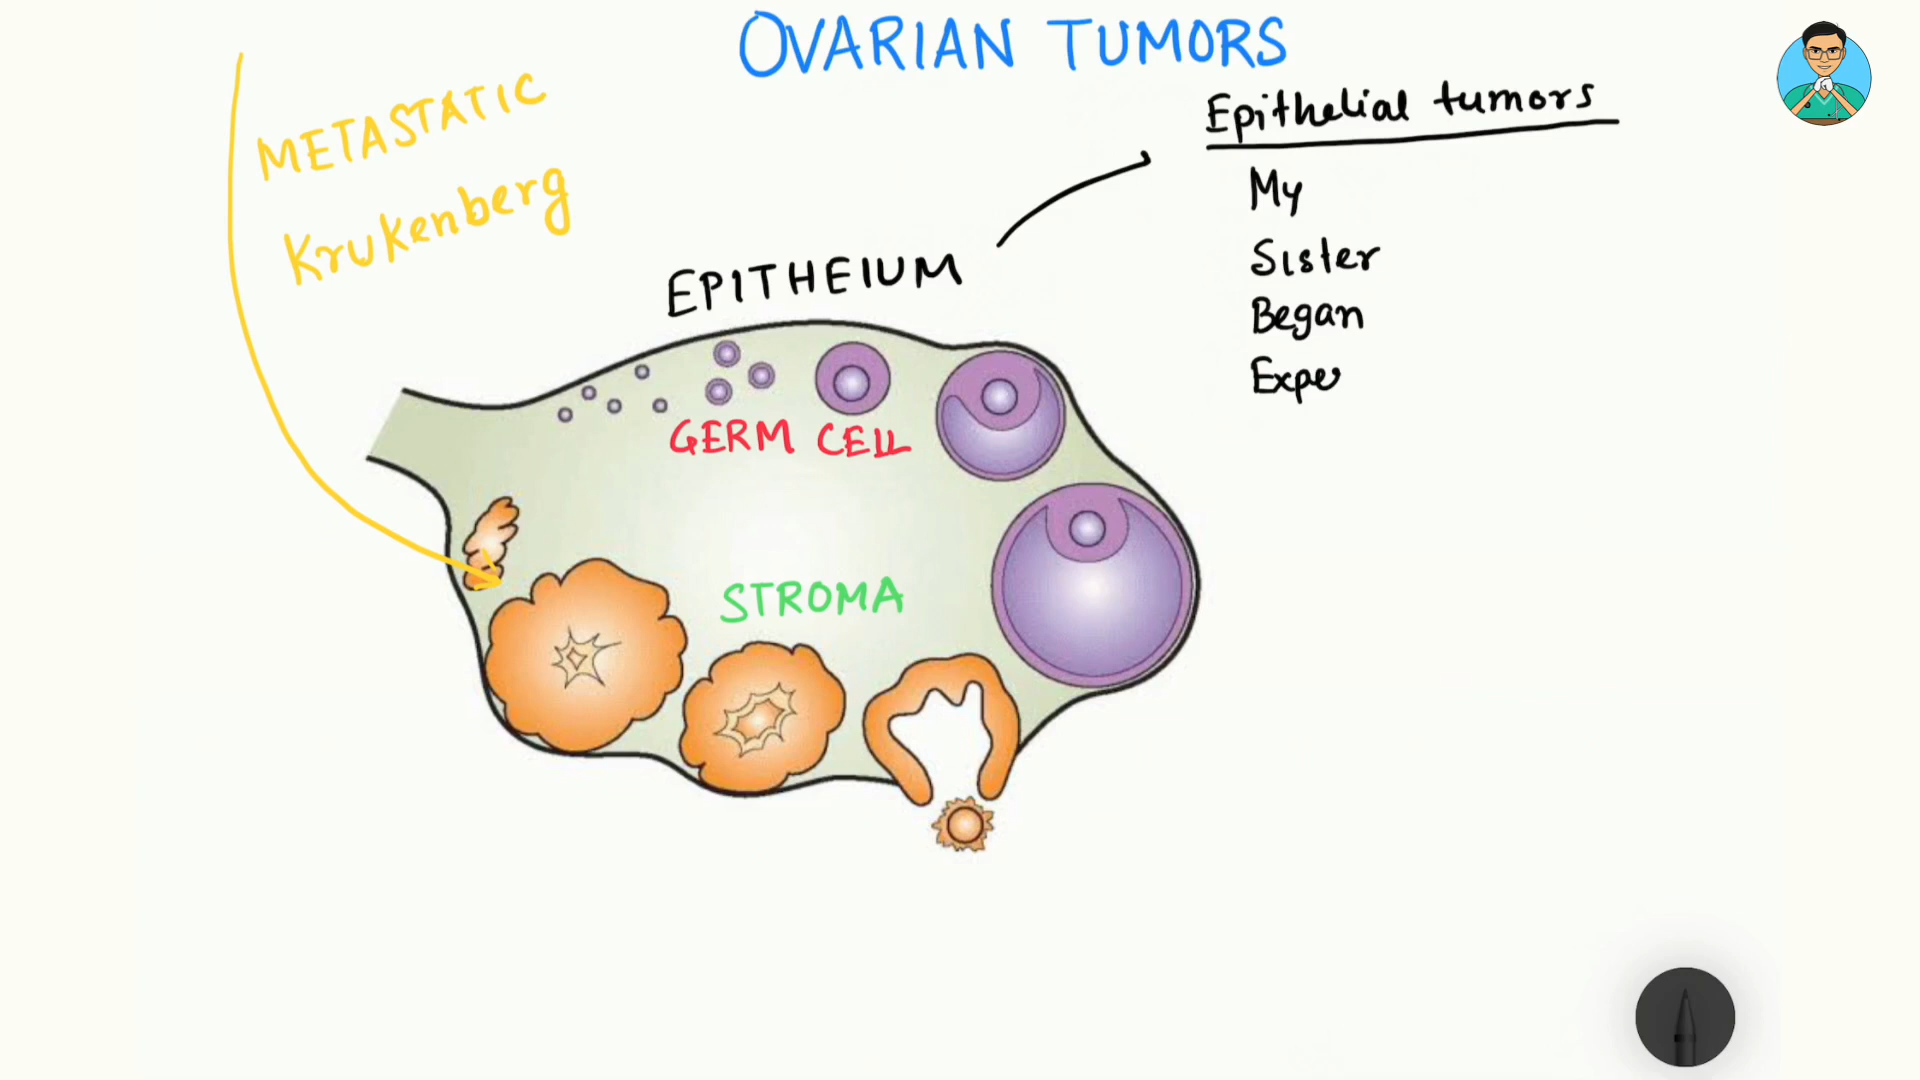 OVARIAN TUMORS
METASTATIC
Krukenberg
EPITHEIUM
Epithelial tumors
My
Sister
Began
Expe
GERM CELL
STROMA